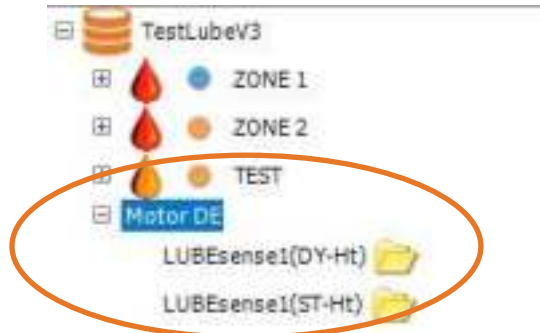 TestLubeV3
ZONE 1
ZONE 2
TEST
Motor DE
LUBEsense1(DY-Ht)
LUBEsense1(ST-Ht)